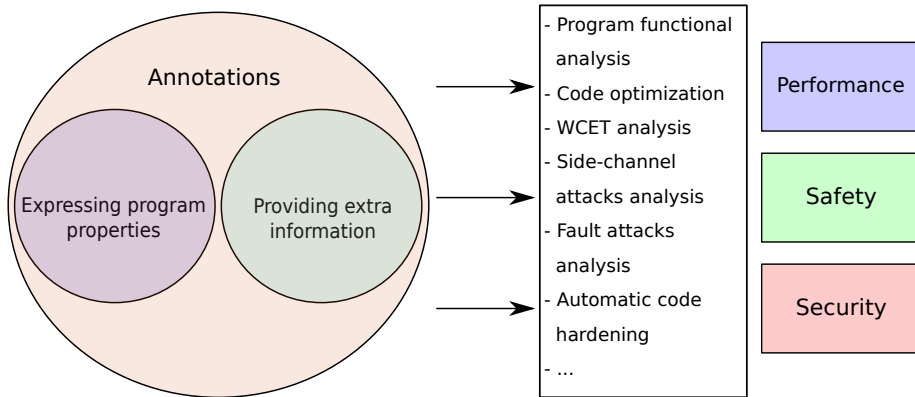 Annotations
Expressing program
properties
Providing extra
information
- Program functional
analysis
- Code optimization
- WCET analysis
- Side-channel
attacks analysis
- Fault attacks
analysis
- Automatic code
hardening
- ...
Performance
Safety
Security